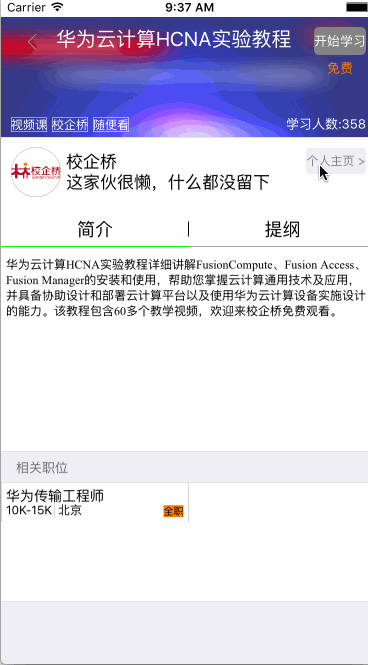 Carrier 9:37 AM
华为云计算HCNA实验教程
开始学习
免费
视频课 校企桥 随便看 学习人数:358
校企桥
校企桥
个人主页 >
这家伙很懒，什么都没留下
简介 | 提纲
华为云计算HCNA实验教程详细讲解FusionCompute、Fusion Access、
Fusion Manager的安装和使用，帮助您掌握云计算通用技术及应用，
并具备协助设计和部署云计算平台以及使用华为云计算设备实施设计
的能力。该教程包含60多个教学视频，欢迎来校企桥免费观看。
相关职位
华为传输工程师
10K-15K 北京 全职